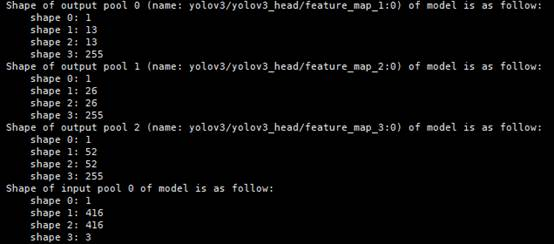 Shape of output pool 0 (name: yolov3/yolov3_head/feature_map_1:0) of model is as follow:
    shape 0: 1
    shape 1: 13
    shape 2: 13
    shape 3: 255
Shape of output pool 1 (name: yolov3/yolov3_head/feature_map_2:0) of model is as follow:
    shape 0: 1
    shape 1: 26
    shape 2: 26
    shape 3: 255
Shape of output pool 2 (name: yolov3/yolov3_head/feature_map_3:0) of model is as follow:
    shape 0: 1
    shape 1: 52
    shape 2: 52
    shape 3: 255
Shape of input pool 0 of model is as follow:
    shape 0: 1
    shape 1: 416
    shape 2: 416
    shape 3: 3